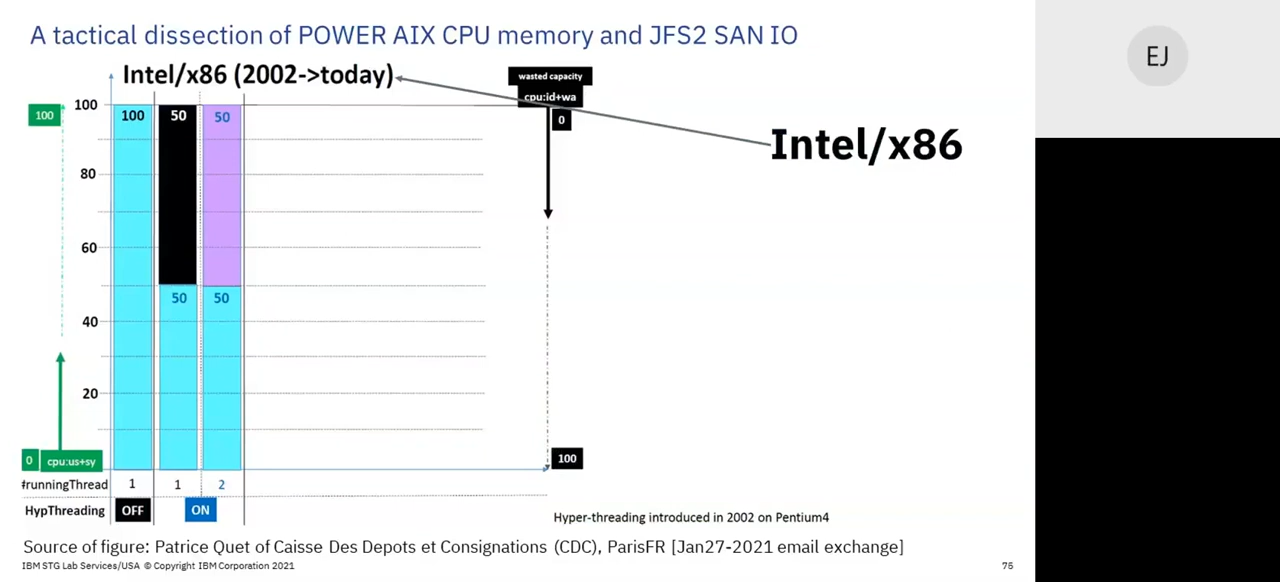 A tactical dissection of POWER AIX CPU memory and JFS2 SAN IO
EJ
Intel/x86 (2002->today)
wasted capacity
cpu:id+wa
100
100
100
50
50
0
Intel/x86
80
60
50
50
40
20
0
cpu:us+sy
100
#runningThread
1
1
2
HypThreading
OFF
ON
Hyper-threading introduced in 2002 on Pentium4
Source of figure: Patrice Quet of Caisse Des Depots et Consignations (CDC), ParisFR [Jan27-2021 email exchange]
IBM STG Lab Services/USA © Copyright IBM Corporation 2021
75